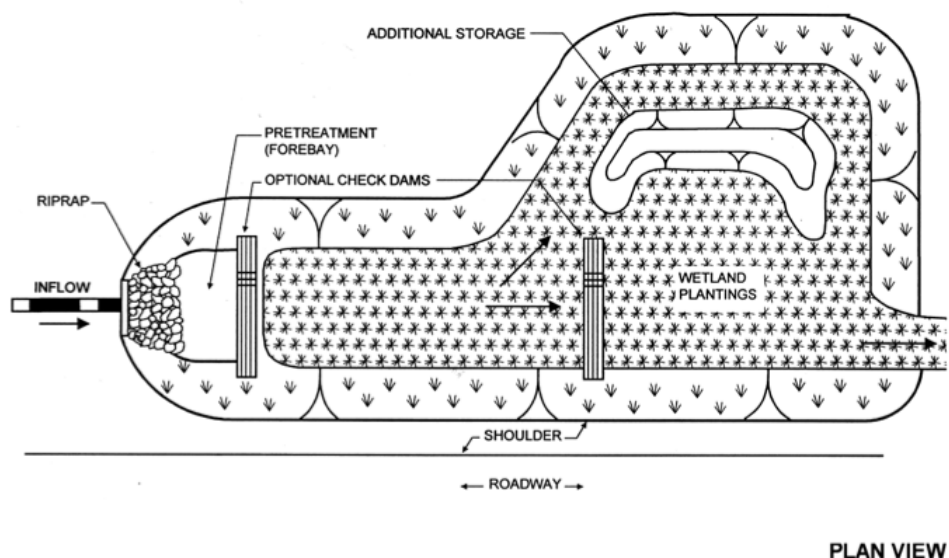 ADDITIONAL STORAGE
PRETREATMENT
(FOREBAY)
OPTIONAL CHECK DAMS
RIPRAP
INFLOW
WETLAND
PLANTINGS
SHOULDER
ROADWAY
PLAN VIEW